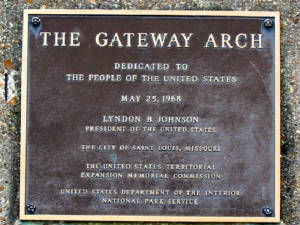 THE GATEWAY ARCH
DEDICATED TO
THE PEOPLE OF THE UNITED STATES
MAY 25, 1968
LYNDON B JOHNSON
PRESIDENT OF THE UNITED STATES
THE CITY OF SAINT LOUIS, MISSOURI
THE UNITED STATES TERRITORIAL
EXPANSION MEMORIAL COMMISSION
UNITED STATES DEPARTMENT OF THE INTERIOR
NATIONAL PARK SERVICE